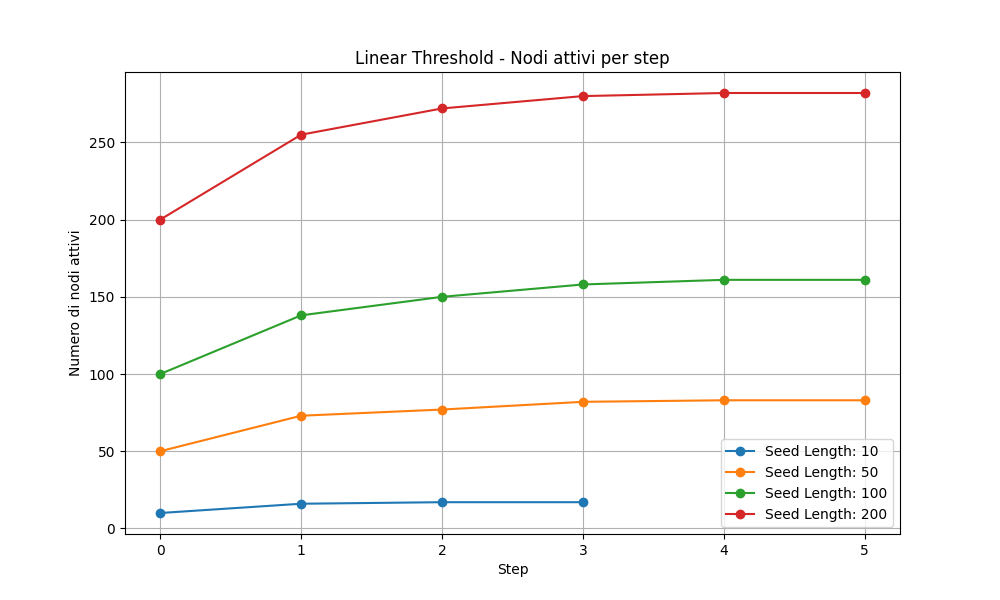 Linear Threshold - Nodi attivi per step
Numero di nodi attivi
250
200
150
100
50
0
0 1 2 3 4 5
Step
Seed Length: 10
Seed Length: 50
Seed Length: 100
Seed Length: 200